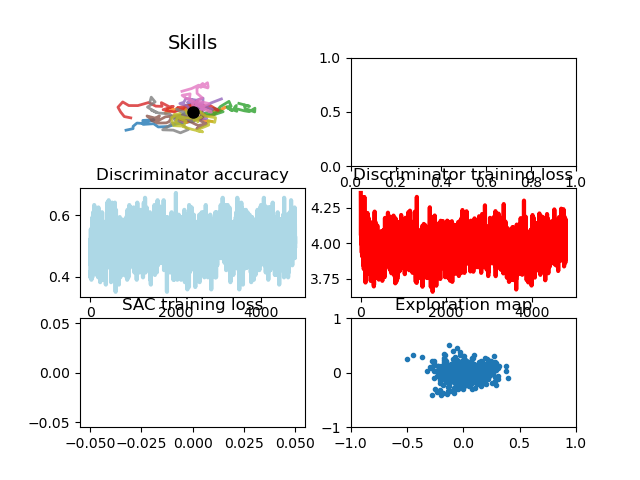 Skills
1.0
0.5
0.0
0.0 0.2 0.4 0.6 0.8 1.0
Discriminator accuracy
0.6
0.4
0 2000 4000
Discriminator training loss
4.25
4.00
3.75
0 2000 4000
SAC training loss
0.05
0.00
−0.05
−0.050 −0.025 0.000 0.025 0.050
Exploration map
1
0
−1
−1.0 −0.5 0.0 0.5 1.0